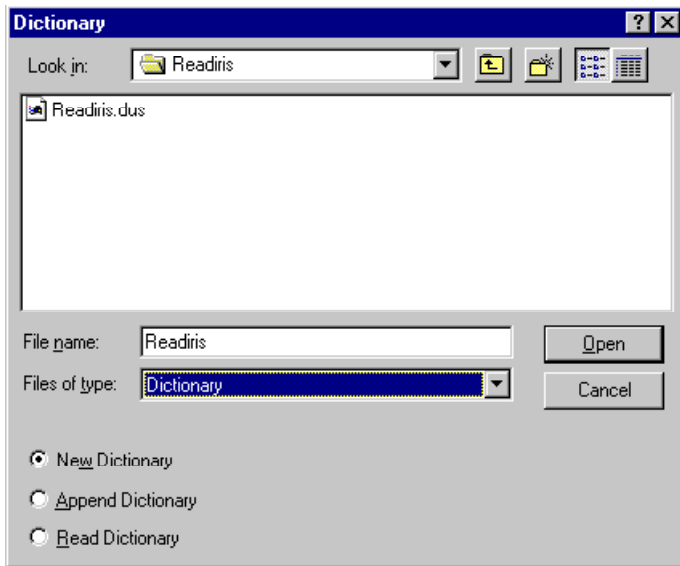 Dictionary
Look in: Readiris
Readiris.dus
File name: Readiris Open
Files of type: Dictionary Cancel
New Dictionary
Append Dictionary
Read Dictionary